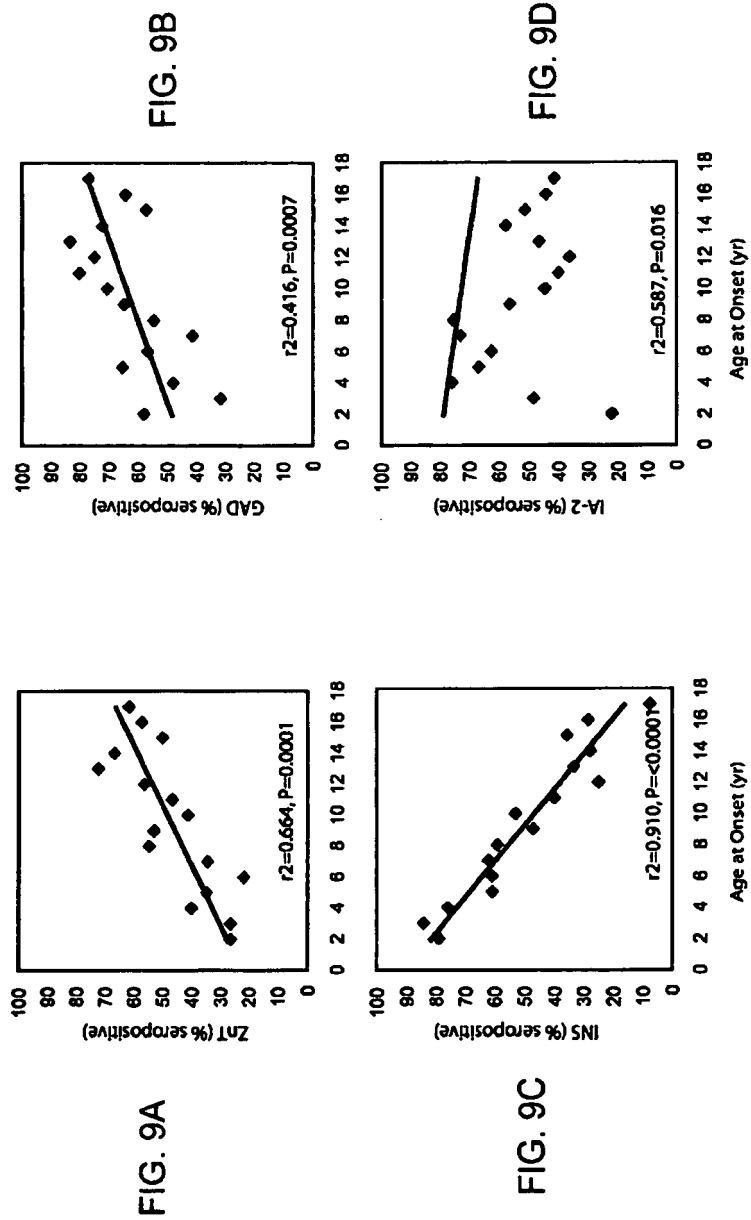 FIG. 9A
ZnT (% seropositive)
100
90
80
70
60
50
40
30
20
10
0
r2=0.664, P=0.0001
0 2 4 6 8 10 12 14 16 18
FIG. 9B
GAD (% seropositive)
100
90
80
70
60
50
40
30
20
10
0
r2=0.416, P=0.0007
0 2 4 6 8 10 12 14 16 18
FIG. 9C
INS (% seropositive)
100
90
80
70
60
50
40
30
20
10
0
r2=0.910, P=<0.0001
0 2 4 6 8 10 12 14 16 18
Age at Onset (yr)
FIG. 9D
IA-2 (% seropositive)
100
90
80
70
60
50
40
30
20
10
0
r2=0.587, P=0.016
0 2 4 6 8 10 12 14 16 18
Age at Onset (yr)